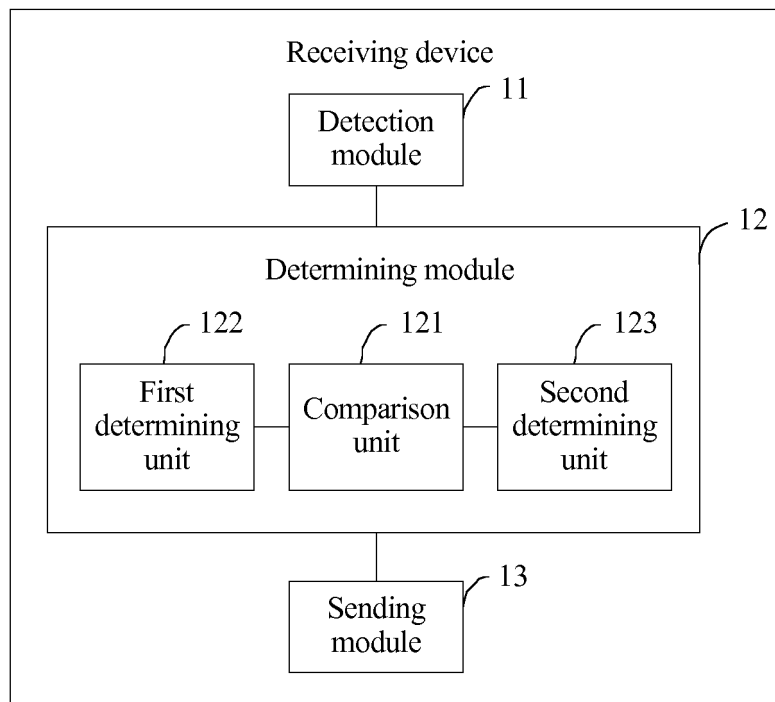 Receiving device
11
Detection
module
12
Determining module
122
121
123
First
determining
unit
Comparison
unit
Second
determining
unit
13
Sending
module